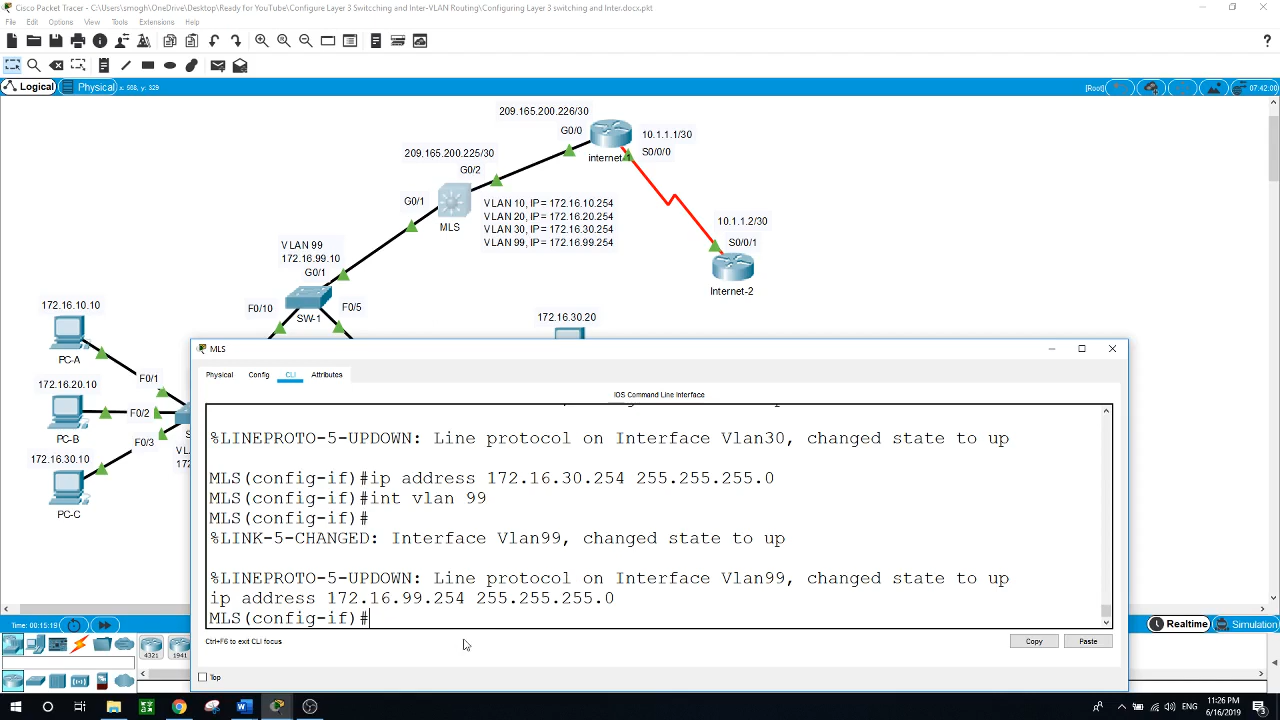 Cisco Packet Tracer - C:\Users\smogh\OneDrive\Desktop\Ready for YouTube\Configure Layer 3 Switcching and Inter-VLAN Routing\Configuring Layer 3 switching and Inter.docx.pkt.
File Edit Options View Tools Extensions Help
Logical Physical x: 508, y: 329 [Root] 07:42:00
209.165.200.226/30
G0/0
10.1.1.1/30
S0/0/0
internet-1
209.165.200.225/30
G0/2
G0/1
MLS
VLAN 10, IP = 172.16.10.254
VLAN 20, IP = 172.16.20.254
VLAN 30, IP = 172.16.30.254
VLAN 99, IP = 172.16.99.254
10.1.1.2/30
S0/0/1
Internet-2
VLAN 99
172.16.99.10
G0/1
F0/10
F0/5
SW-1
172.16.10.10
PC-A
172.16.30.20
172.16.20.10
F0/1
F0/2
PC-B
F0/3
172.16.30.10
PC-C
MLS
Physical Config CLI Attributes
IOS Command Line Interface
%LINEPROTO-5-UPDOWN: Line protocol on Interface Vlan30, changed state to up
MLS(config-if)#ip address 172.16.30.254 255.255.255.0
MLS(config-if)#int vlan 99
MLS(config-if)#
%LINK-5-CHANGED: Interface Vlan99, changed state to up
%LINEPROTO-5-UPDOWN: Line protocol on Interface Vlan99, changed state to up
ip address 172.16.99.254 255.255.255.0
MLS(config-if)#
Ctrl+F6 to exit CLI focus
Copy Paste
Top
Time: 00:15:19
Realtime Simulation
4321 1941
11:26 PM
6/16/2019